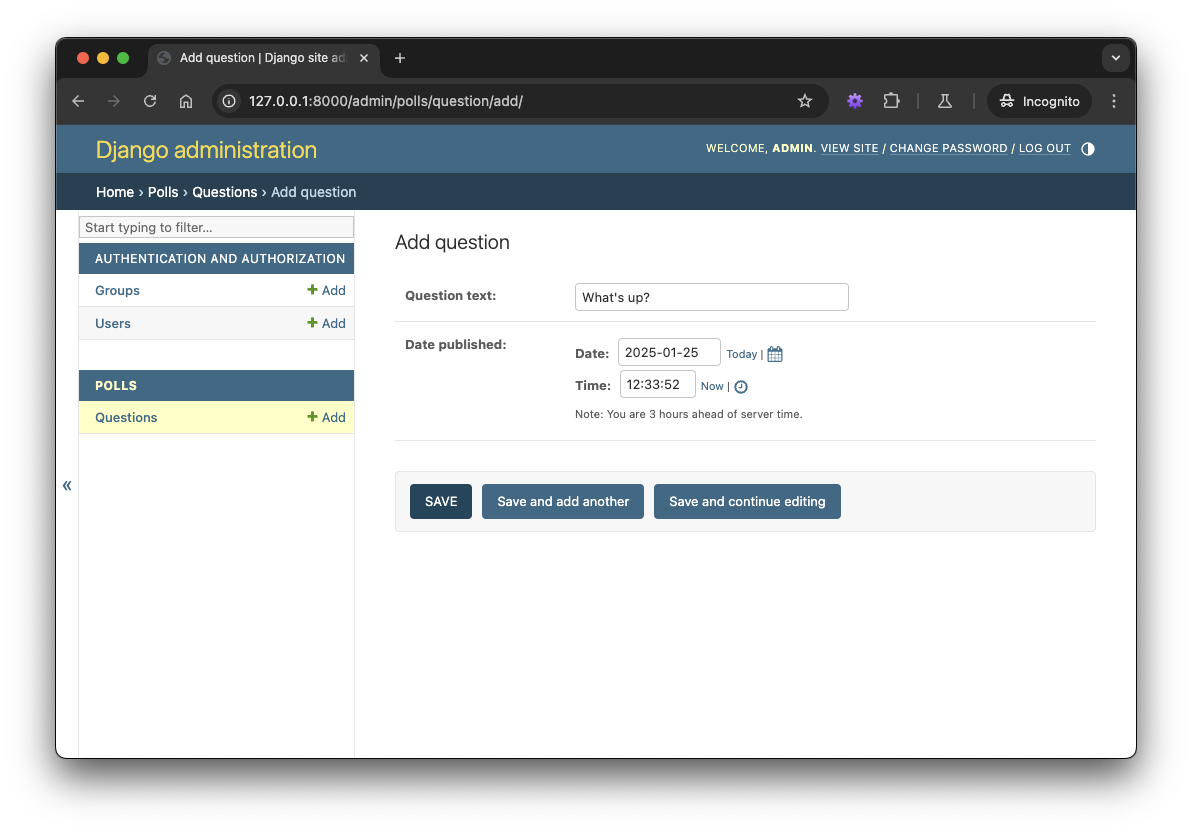 Add question | Django site ad
127.0.0.1:8000/admin/polls/question/add/
Incognito
Django administration
WELCOME, ADMIN. VIEW SITE / CHANGE PASSWORD / LOG OUT
Home › Polls › Questions › Add question
Start typing to filter...
AUTHENTICATION AND AUTHORIZATION
Groups + Add
Users + Add
POLLS
Questions + Add
«
Add question
Question text: What's up?
Date published:
Date: 2025-01-25 Today |
Time: 12:33:52 Now |
Note: You are 3 hours ahead of server time.
SAVE Save and add another Save and continue editing